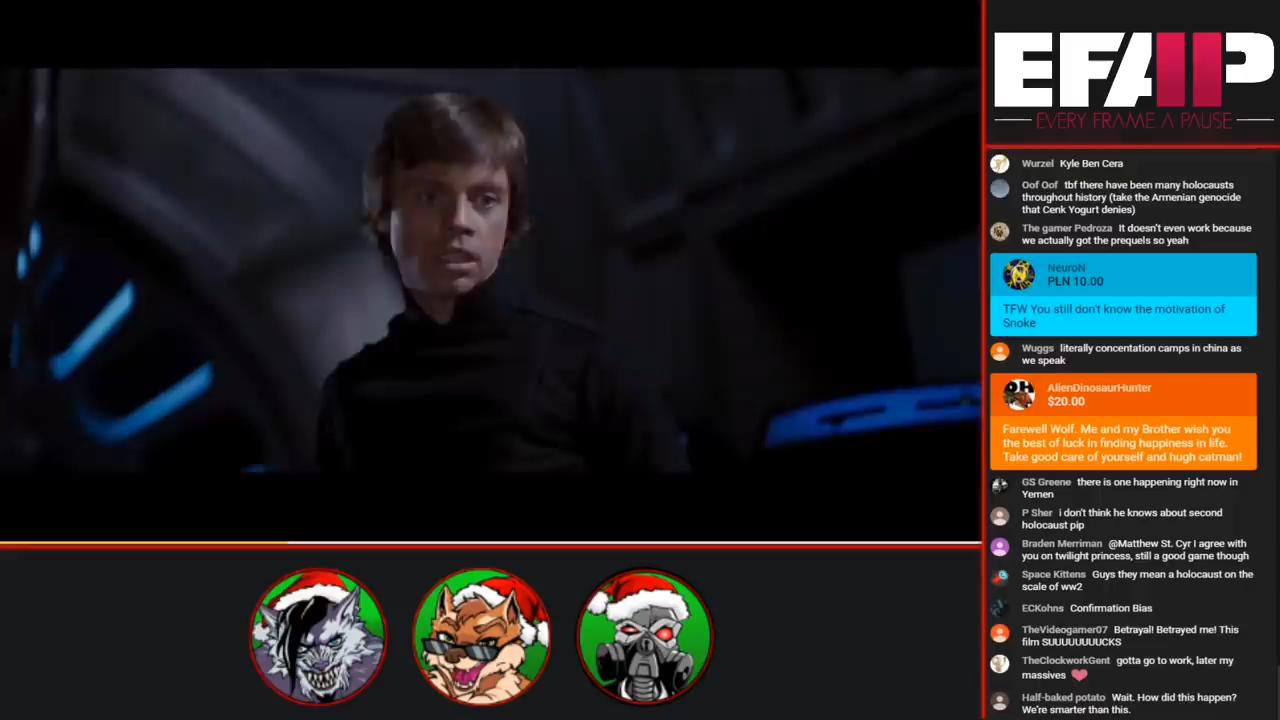 EFAP
EVERY FRAME A PAUSE
Wurzel Kyle Ben Cera
Oof Oof tbf there have been many holocausts
throughout history (take the Armenian genocide
that Cenk Yogurt denies)
The gamer Pedroza It doesn't even work because
we actually got the prequels so yeah
NeuroN
PLN 10.00
TFW You still don't know the motivation of
Snoke
Wuggs literally concentation camps in china as
we speak
AlienDinosaurHunter
$20.00
Farewell Wolf. Me and my Brother wish you
the best of luck in finding happiness in life.
Take good care of yourself and hugh catman!
GS Greene there is one happening right now in
Yemen
P Sher i don't think he knows about second
holocaust pip
Braden Merriman @Matthew St. Cyr I agree with
you on twilight princess, still a good game though
Space Kittens Guys they mean a holocaust on the
scale of ww2
ECKohns Confirmation Bias
TheVideogamer07 Betrayal! Betrayed me! This
film SUUUUUUUUCKS
TheClockworkGent gotta go to work, later my
massives
Half-baked potato Wait. How did this happen?
We're smarter than this.